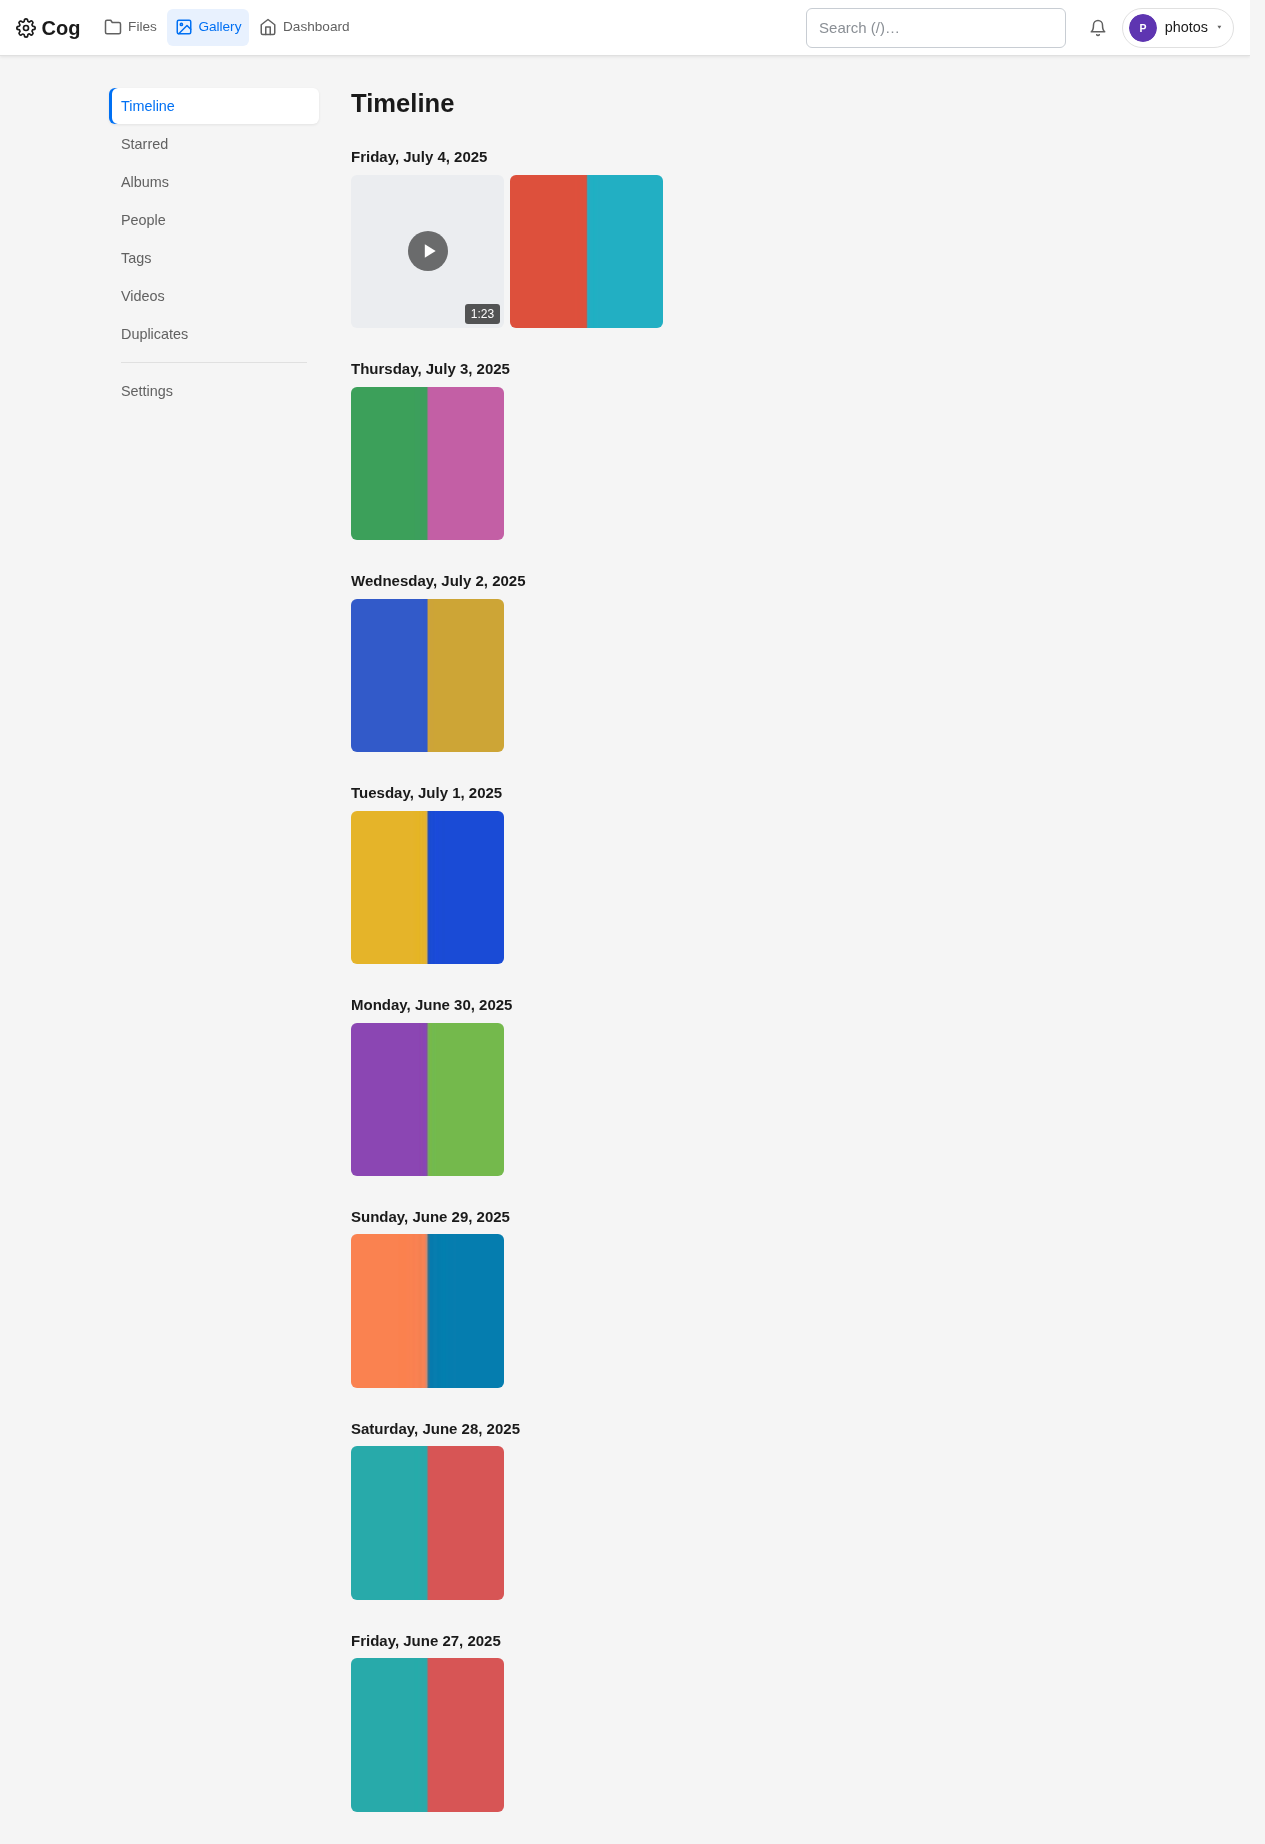 Cog
Files
Gallery
Dashboard
Search (/)…
P
photos
Timeline
Starred
Albums
People
Tags
Videos
Duplicates
Settings
Timeline
Friday, July 4, 2025
1:23
Thursday, July 3, 2025
Wednesday, July 2, 2025
Tuesday, July 1, 2025
Monday, June 30, 2025
Sunday, June 29, 2025
Saturday, June 28, 2025
Friday, June 27, 2025